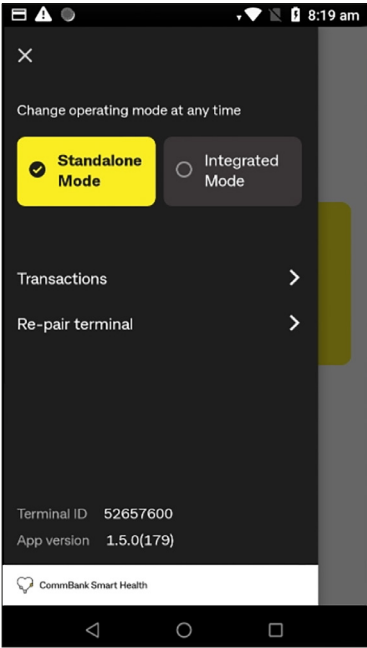 8:19 am
Change operating mode at any time
Standalone
Mode
Integrated
Mode
Transactions
Re-pair terminal
Terminal ID 52657600
App version 1.5.0(179)
CommBank Smart Health